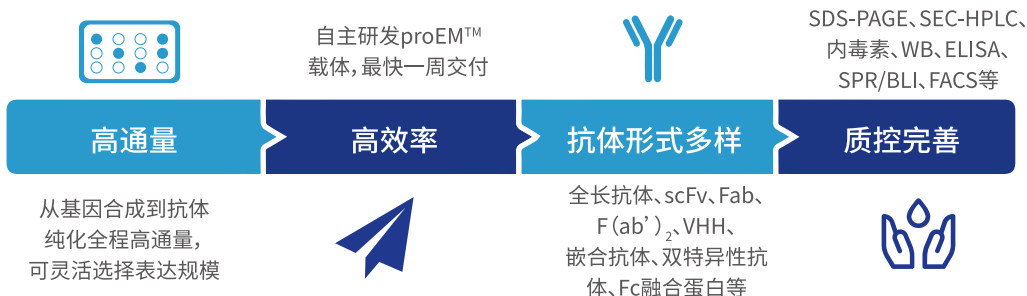 自主研发proEM™
载体，最快一周交付
SDS-PAGE、SEC-HPLC、
内毒素、WB、ELISA、
SPR/BLI、FACS等
高通量
高效率
抗体形式多样
质控完善
从基因合成到抗体
纯化全程高通量，
可灵活选择表达规模
全长抗体、scFv、Fab、
F（ab’）₂、VHH、
嵌合抗体、双特异性抗
体、Fc融合蛋白等